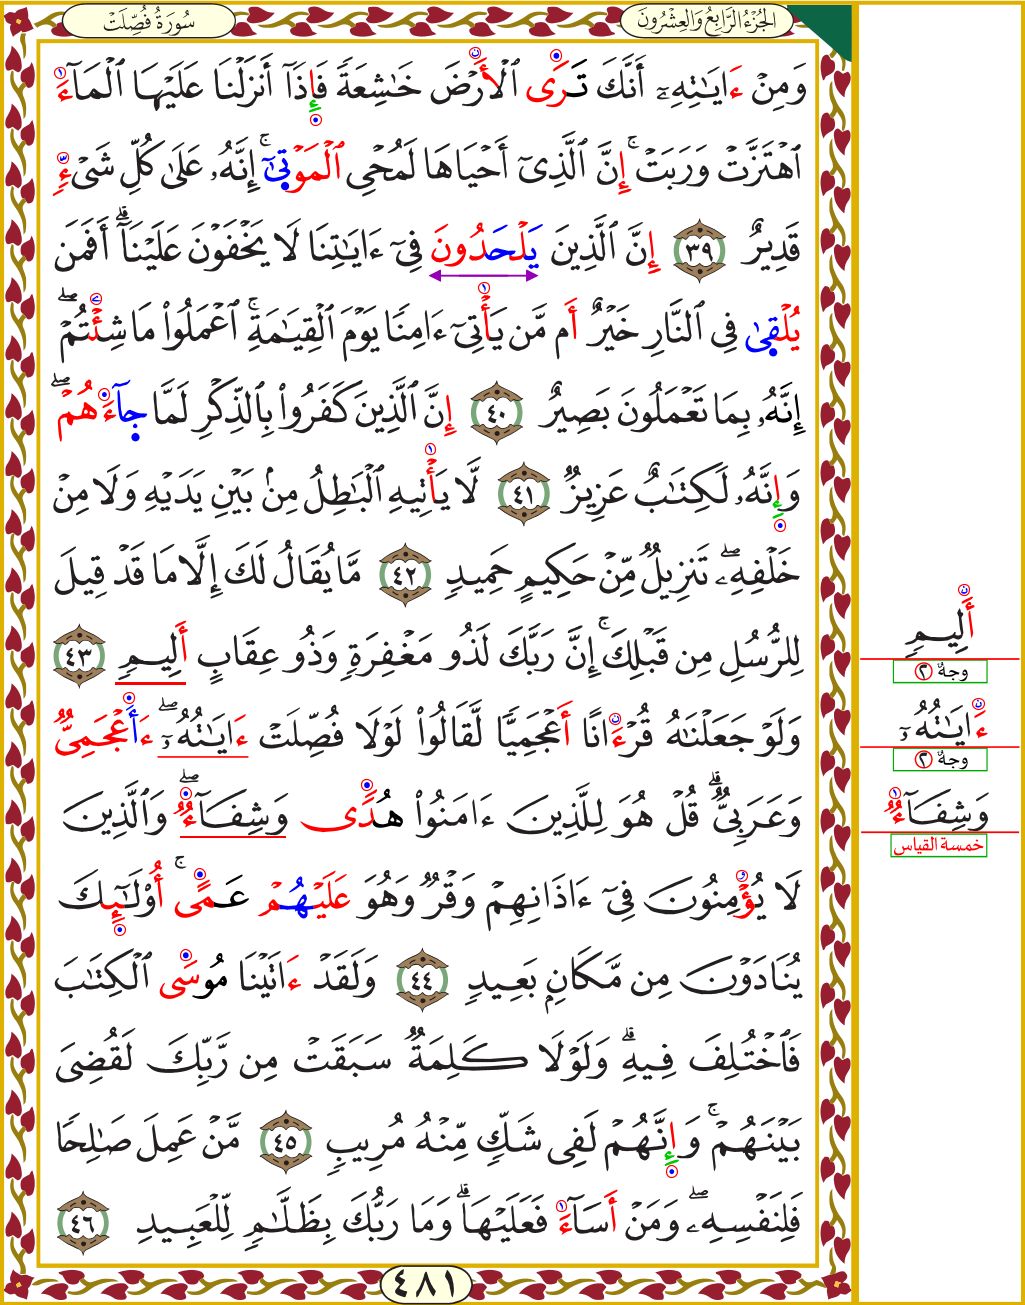 سُورَةُ فُصِّلَتْ
الجُزْءُ الرَّابِعُ وَالعِشْرُونَ
وَمِنْ ءَايَـٰتِهِۦٓ أَنَّكَ تَرَى ٱلْأَرْضَ خَـٰشِعَةً فَإِذَآ أَنزَلْنَا عَلَيْهَا ٱلْمَآءَ
ٱهْتَزَّتْ وَرَبَتْ ۚ إِنَّ ٱلَّذِىٓ أَحْيَاهَا لَمُحْىِ ٱلْمَوْتَىٰٓ ۚ إِنَّهُۥ عَلَىٰ كُلِّ شَىْءٍ
قَدِيرٌ ٣٩ إِنَّ ٱلَّذِينَ يَلْحَدُونَ فِىٓ ءَايَـٰتِنَا لَا يَخْفَوْنَ عَلَيْنَآ ۗ أَفَمَن
يُلْقَىٰ فِى ٱلنَّارِ خَيْرٌ أَم مَّن يَأْتِىٓ ءَامِنًا يَوْمَ ٱلْقِيَـٰمَةِ ۚ ٱعْمَلُوا۟ مَا شِئْتُمْ ۖ
إِنَّهُۥ بِمَا تَعْمَلُونَ بَصِيرٌ ٤٠ إِنَّ ٱلَّذِينَ كَفَرُوا۟ بِٱلذِّكْرِ لَمَّا جَآءَهُمْ ۖ
وَإِنَّهُۥ لَكِتَـٰبٌ عَزِيزٌ ٤١ لَّا يَأْتِيهِ ٱلْبَـٰطِلُ مِنۢ بَيْنِ يَدَيْهِ وَلَا مِنْ
خَلْفِهِۦ ۖ تَنزِيلٌ مِّنْ حَكِيمٍ حَمِيدٍ ٤٢ مَّا يُقَالُ لَكَ إِلَّا مَا قَدْ قِيلَ
لِلرُّسُلِ مِن قَبْلِكَ ۚ إِنَّ رَبَّكَ لَذُو مَغْفِرَةٍ وَذُو عِقَابٍ أَلِيمٍ ٤٣
وَلَوْ جَعَلْنَـٰهُ قُرْءَانًا أَعْجَمِيًّا لَّقَالُوا۟ لَوْلَا فُصِّلَتْ ءَايَـٰتُهُۥٓ ۖ ءَأَعْجَمِىٌّ
وَعَرَبِىٌّ ۗ قُلْ هُوَ لِلَّذِينَ ءَامَنُوا۟ هُدًى وَشِفَآءٌ ۖ وَٱلَّذِينَ
لَا يُؤْمِنُونَ فِىٓ ءَاذَانِهِمْ وَقْرٌ وَهُوَ عَلَيْهُمْ عَمًى ۚ أُو۟لَـٰٓئِكَ
يُنَادَوْنَ مِن مَّكَانٍۭ بَعِيدٍ ٤٤ وَلَقَدْ ءَاتَيْنَا مُوسَى ٱلْكِتَـٰبَ
فَٱخْتُلِفَ فِيهِ ۗ وَلَوْلَا كَلِمَةٌ سَبَقَتْ مِن رَّبِّكَ لَقُضِىَ
بَيْنَهُمْ ۚ وَإِنَّهُمْ لَفِى شَكٍّ مِّنْهُ مُرِيبٍ ٤٥ مَّنْ عَمِلَ صَـٰلِحًا
فَلِنَفْسِهِۦ ۖ وَمَنْ أَسَآءَ فَعَلَيْهَا ۗ وَمَا رَبُّكَ بِظَلَّـٰمٍ لِّلْعَبِيدِ ٤٦
٤٨١
أَلِيمٍ
وجهٌ ٢
ءَايَـٰتُهُۥٓ
وجهٌ ٢
وَشِفَآءٌ
خمسة القياس